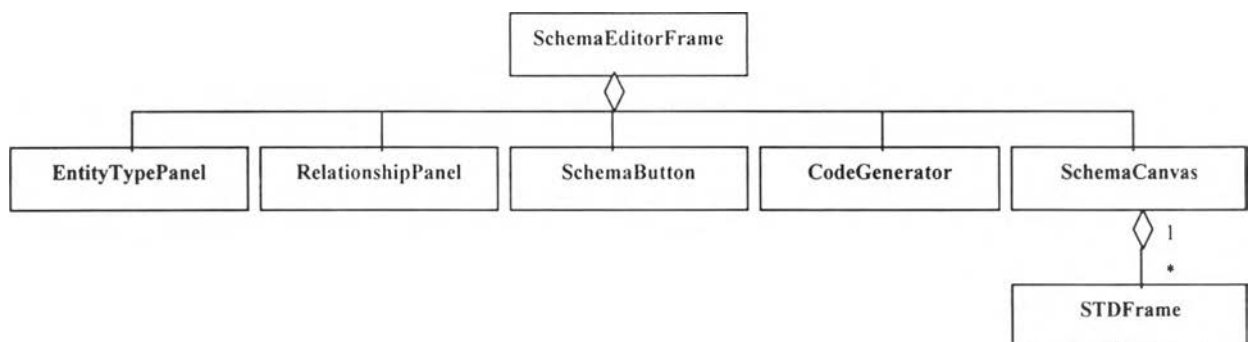 SchemaEditorFrame
EntityTypePanel
RelationshipPanel
SchemaButton
CodeGenerator
SchemaCanvas
1
*
STDFrame